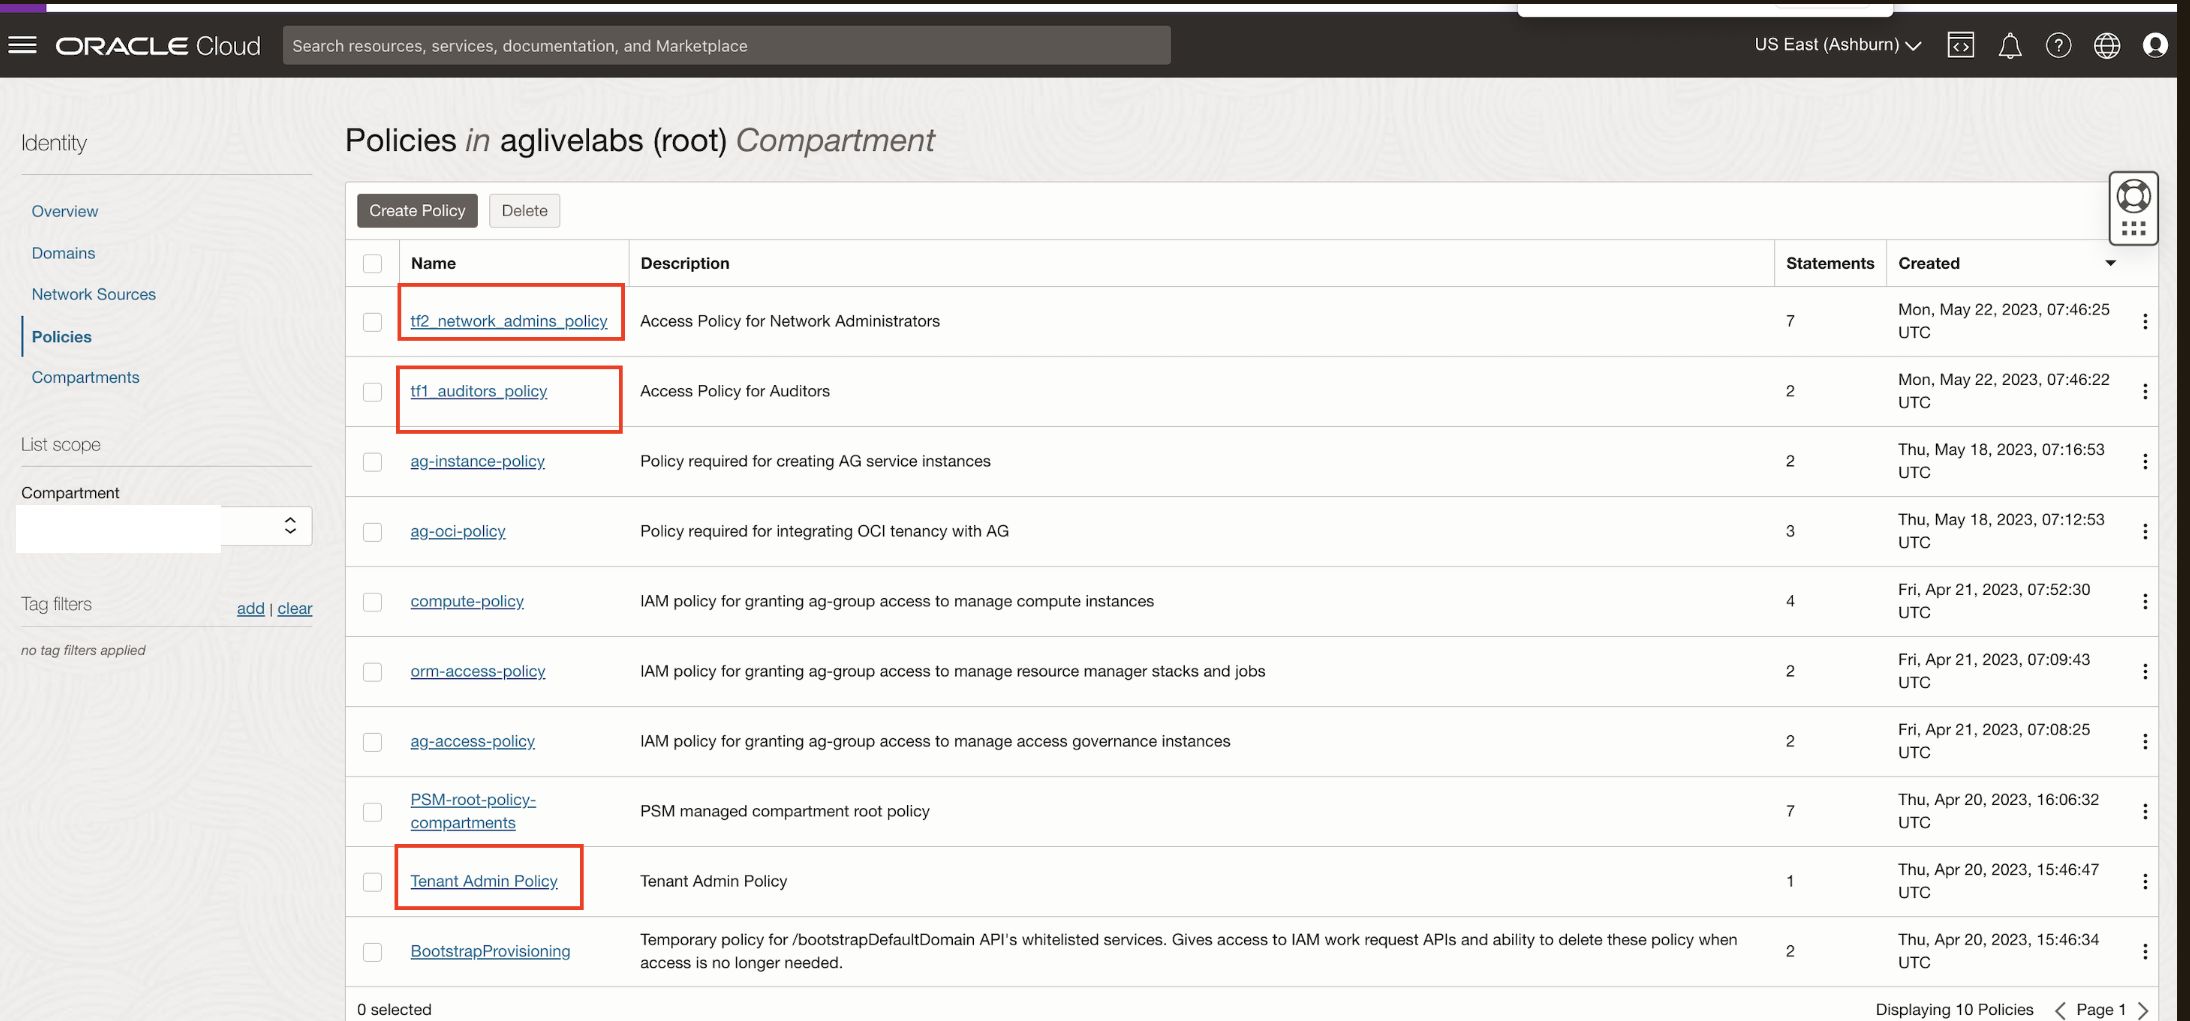 ORACLE Cloud
Search resources, services, documentation, and Marketplace
US East (Ashburn)
Identity
Overview
Domains
Network Sources
Policies
Compartments
List scope
Compartment
Tag filters
add | clear
no tag filters applied
Policies in aglivelabs (root) Compartment
Create Policy Delete
Name Description Statements Created
tf2_network_admins_policy Access Policy for Network Administrators 7 Mon, May 22, 2023, 07:46:25
UTC
tf1_auditors_policy Access Policy for Auditors 2 Mon, May 22, 2023, 07:46:22
UTC
ag-instance-policy Policy required for creating AG service instances 2 Thu, May 18, 2023, 07:16:53
UTC
ag-oci-policy Policy required for integrating OCI tenancy with AG 3 Thu, May 18, 2023, 07:12:53
UTC
compute-policy IAM policy for granting ag-group access to manage compute instances 4 Fri, Apr 21, 2023, 07:52:30
UTC
orm-access-policy IAM policy for granting ag-group access to manage resource manager stacks and jobs 2 Fri, Apr 21, 2023, 07:09:43
UTC
ag-access-policy IAM policy for granting ag-group access to manage access governance instances 2 Fri, Apr 21, 2023, 07:08:25
UTC
PSM-root-policy- PSM managed compartment root policy 7 Thu, Apr 20, 2023, 16:06:32
compartments UTC
Tenant Admin Policy Tenant Admin Policy 1 Thu, Apr 20, 2023, 15:46:47
UTC
BootstrapProvisioning Temporary policy for /bootstrapDefaultDomain API's whitelisted services. Gives access to IAM work request APIs and ability to delete these policy when 2 Thu, Apr 20, 2023, 15:46:34
access is no longer needed. UTC
0 selected Displaying 10 Policies Page 1